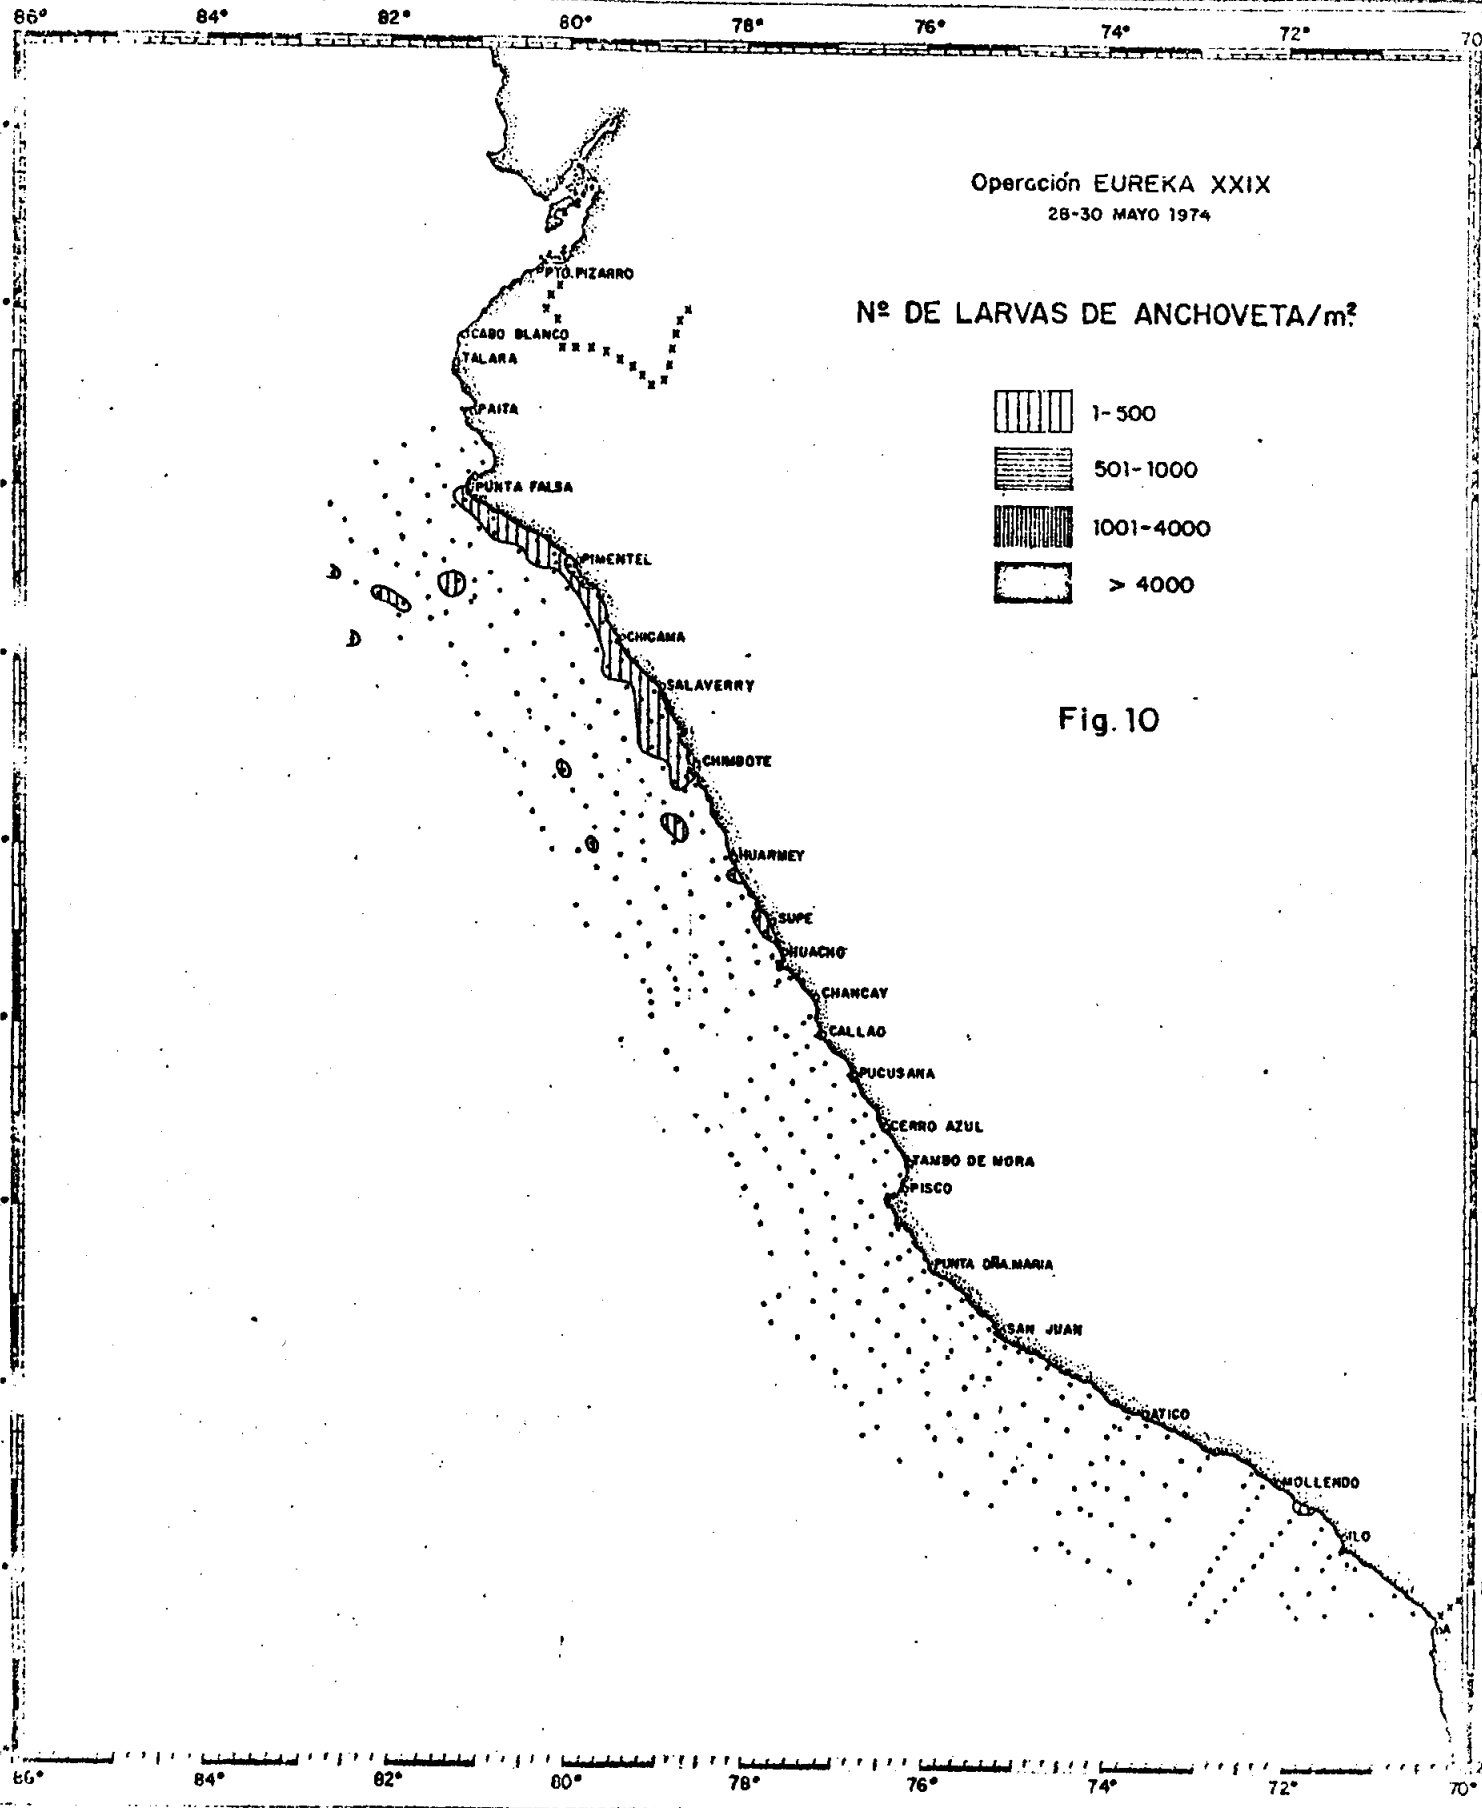 86° 84° 82° 80° 78° 76° 74° 72° 70
Operación EUREKA XXIX
28-30 MAYO 1974
Nº DE LARVAS DE ANCHOVETA/m²
1-500
501-1000
1001-4000
> 4000
Fig. 10
PTO. PIZARRO
CABO BLANCO
TALARA
PAITA
PUNTA FALSA
PIMENTEL
CHICAMA
SALAVERRY
CHIMBOTE
HUARMEY
SUPE
HUACHO
CHANCAY
CALLAO
PUCUSANA
CERRO AZUL
TAMBO DE MORA
PISCO
PUNTA DÑA. MARIA
SAN JUAN
ATICO
MOLLENDO
ILO
A
86° 84° 82° 80° 78° 76° 74° 72° 70°